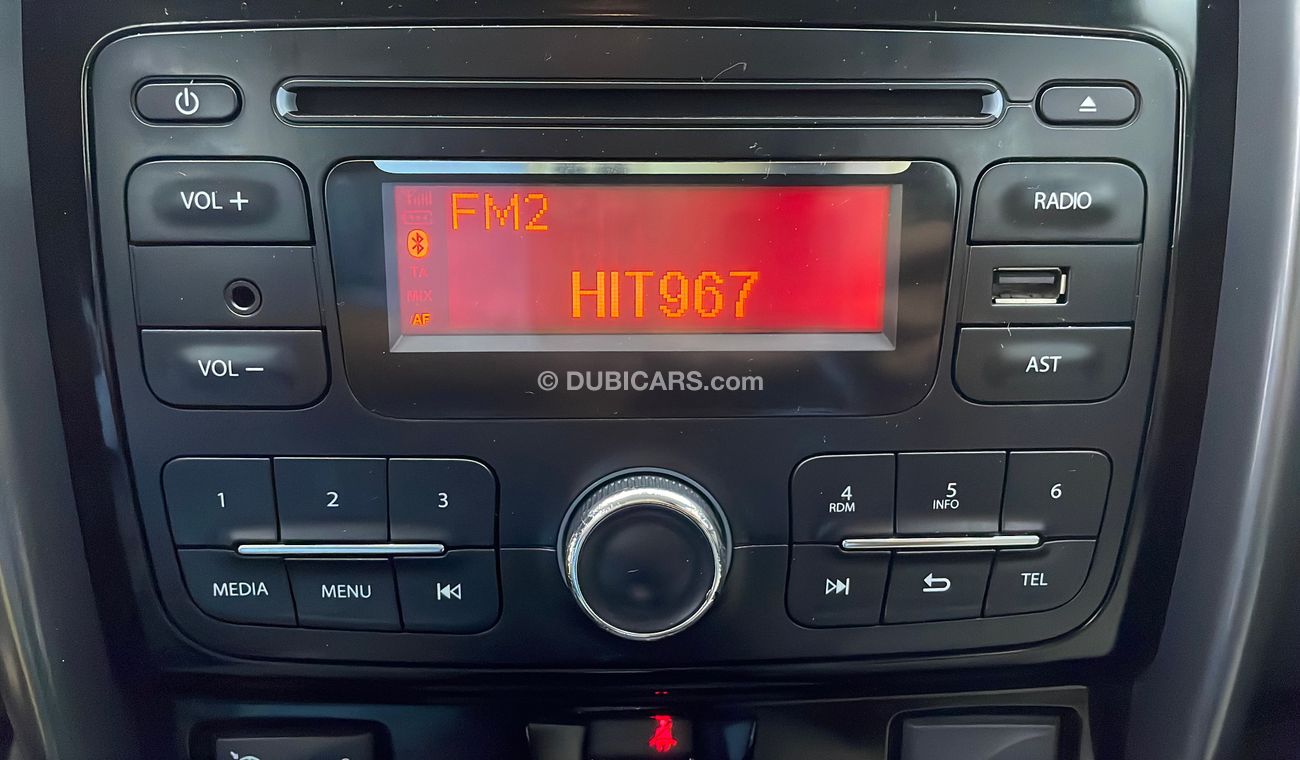 VOL +
RADIO
FM2
TA
MIX
HIT967
AF
VOL −
AST
© DUBICARS.com
1
2
3
4
RDM
5
INFO
6
MEDIA
MENU
TEL